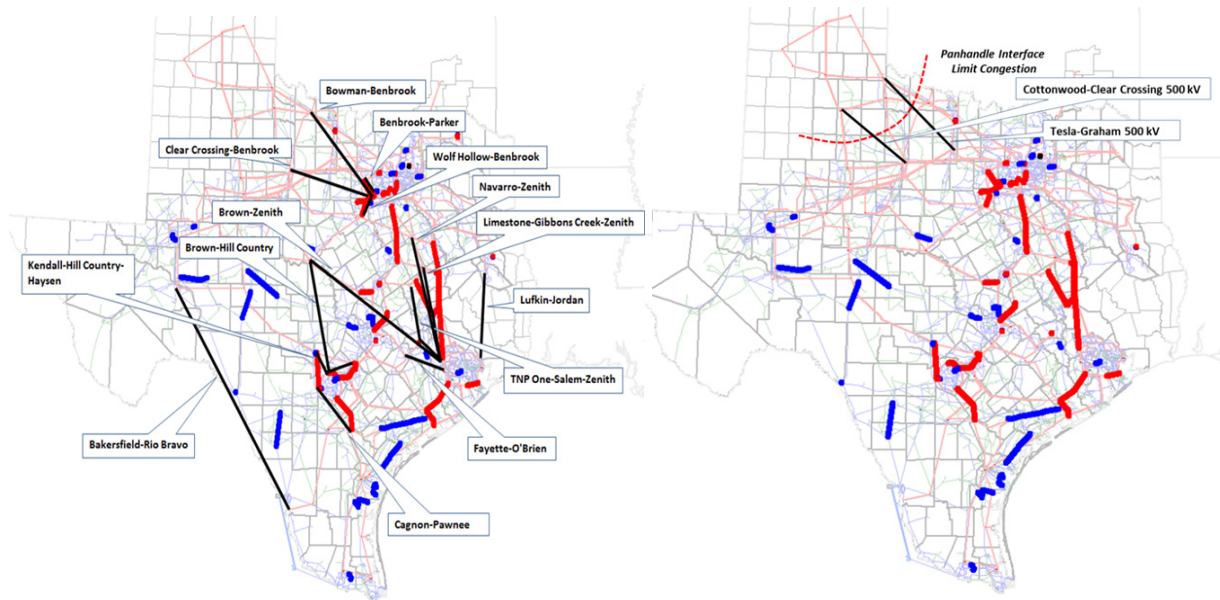 Bowman-Benbrook
Benbrook-Parker
Clear Crossing-Benbrook
Wolf Hollow-Benbrook
Navarro-Zenith
Brown-Zenith
Limestone-Gibbons Creek-Zenith
Brown-Hill Country
Kendall-Hill Country-
Haysen
Lufkin-Jordan
TNP One-Salem-Zenith
Bakersfield-Rio Bravo
Fayette-O'Brien
Cagnon-Pawnee
Panhandle Interface
Limit Congestion
Cottonwood-Clear Crossing 500 kV
Tesla-Graham 500 kV